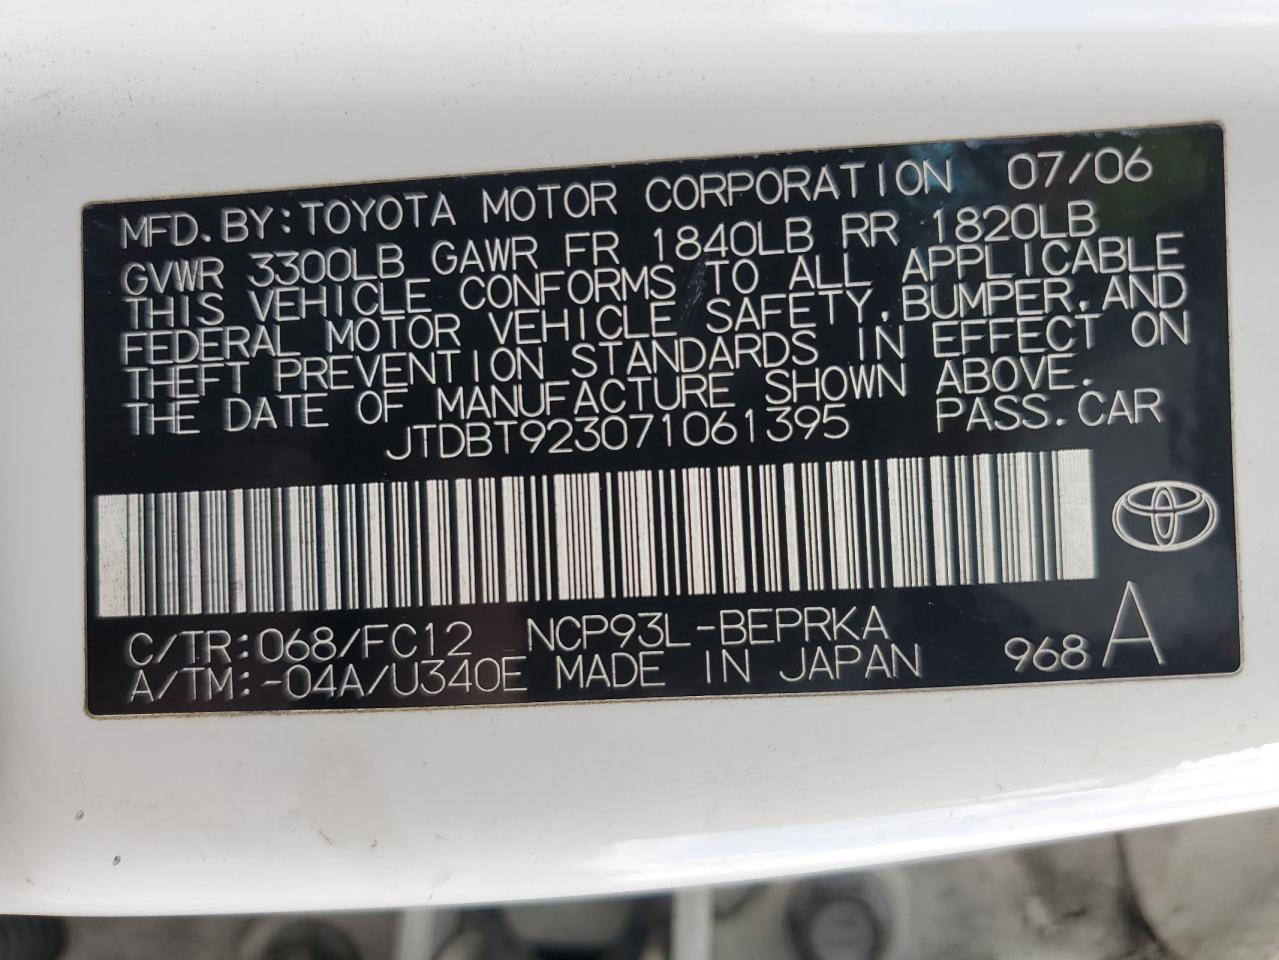 MFD. BY: TOYOTA MOTOR CORPORATION 07/06
GVWR 3300LB GAWR FR 1840LB RR 1820LB
THIS VEHICLE CONFORMS TO ALL APPLICABLE
FEDERAL MOTOR VEHICLE SAFETY, BUMPER, AND
THEFT PREVENTION STANDARDS IN EFFECT ON
THE DATE OF MANUFACTURE SHOWN ABOVE.
JTDBT923071061395 PASS. CAR
C/TR: 068/FC12 NCP93L-BEPRKA
A/TM: -04A/U340E MADE IN JAPAN 968 A